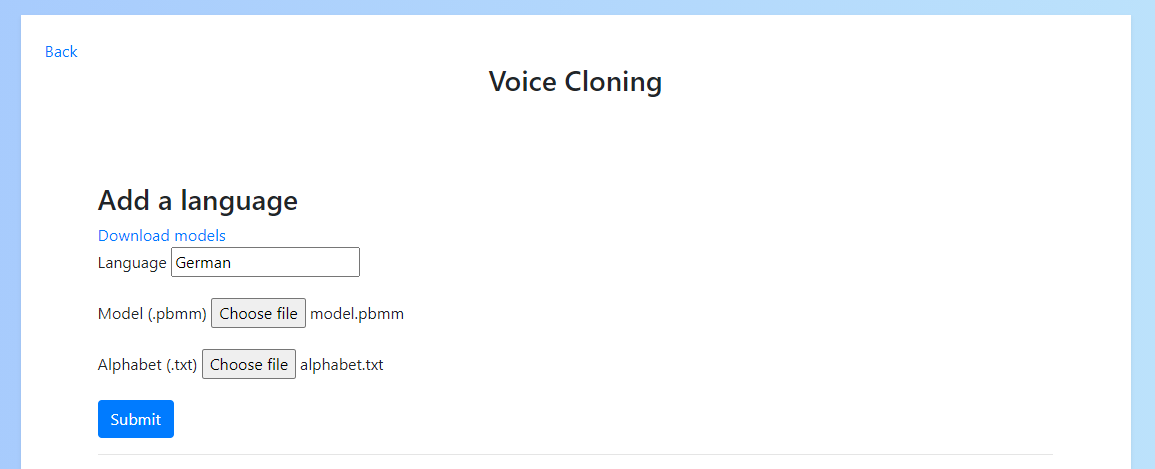 Back
Voice Cloning
Add a language
Download models
Language German
Model (.pbmm) Choose file model.pbmm
Alphabet (.txt) Choose file alphabet.txt
Submit